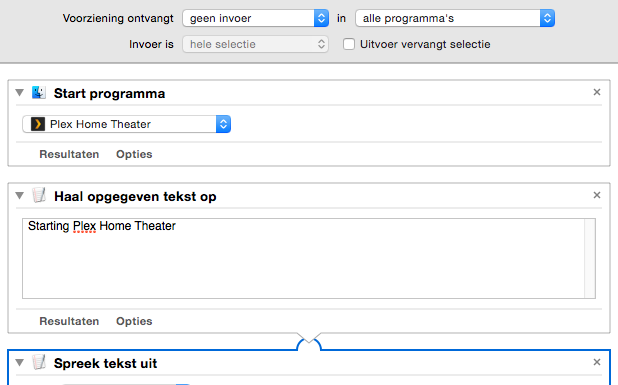 Voorziening ontvangt geen invoer in alle programma's
Invoer is hele selectie Uitvoer vervangt selectie
Start programma
Plex Home Theater
Resultaten Opties
Haal opgegeven tekst op
Starting Plex Home Theater
Resultaten Opties
Spreek tekst uit